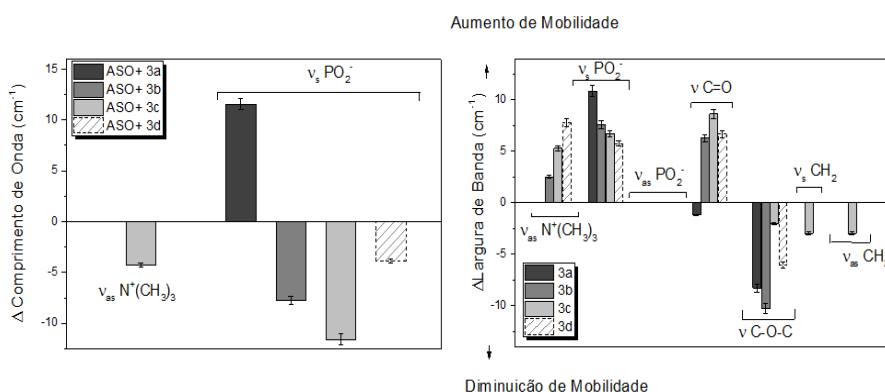 Aumento de Mobilidade
Δ Comprimento de Onda (cm⁻¹)
15
10
5
0
-5
-10
ASO+ 3a
ASO+ 3b
ASO+ 3c
ASO+ 3d
νs PO₂⁻
νas N⁺(CH₃)₃
ΔLargura de Banda (cm⁻¹)
10
5
0
-5
-10
νs PO₂⁻
ν C=O
νas PO₂⁻
νs CH₂
νas N⁺(CH₃)₃
νas CH₂
3a
3b
3c
3d
ν C-O-C
Diminuição de Mobilidade